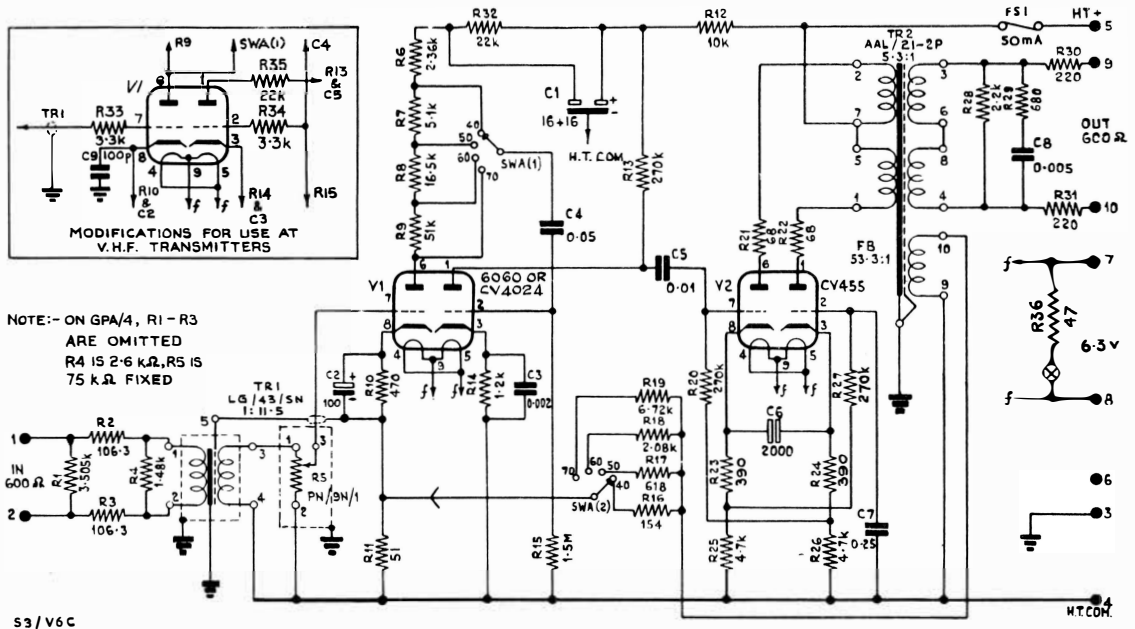 R32
22k
R12
10k
FS1
50mA
HT+
5
R9
SWA(1)
C4
6
1
R35
22k
R13
&
C5
V1
TR1
R33
3.3k
7
2
R34
3.3k
C9
100p
8
3
4
9
5
R10
&
C2
f
f
R14
&
C3
R15
MODIFICATIONS FOR USE AT
V.H.F. TRANSMITTERS
R6
2.36k
R7
5.1k
R8
16.5k
R9
51k
40
50
60
70
SWA(1)
C1
16+16
+
-
H.T.COM.
R13
270k
C4
0.05
TR2
AAL/21-2P
5.3:1
2
3
7
6
5
8
1
4
R28
2.2k
R29
680
C8
0.005
R30
220
9
OUT
600Ω
R31
220
10
FB
53.3:1
10
9
R21
68
R22
68
C5
0.01
6
1
V1
6060 OR
CV4024
7
2
8
3
4
9
5
f
f
6
1
V2
CV455
7
2
8
3
4
9
5
f
f
f
7
R36
47
6.3V
f
8
NOTE:- ON GPA/4, R1-R3
ARE OMITTED
R4 IS 2.6 kΩ, R5 IS
75 kΩ FIXED
C2
100
+
-
R10
470
R14
1.2k
C3
0.002
TR1
LG/43/SN
1:11.5
5
1
3
2
4
1
IN
600Ω
2
R1
3.505k
R2
106.3
R3
106.3
R4
1.48k
1
3
R5
PN/9N/1
2
R11
51
R15
1.5M
R19
6.72k
R18
2.08k
R17
618
R16
154
70
60
50
40
SWA(2)
R20
270k
R27
270k
C6
2000
R23
390
R24
390
R25
4.7k
R26
4.7k
C7
0.25
6
3
4
H.T.COM.
S3/V6C